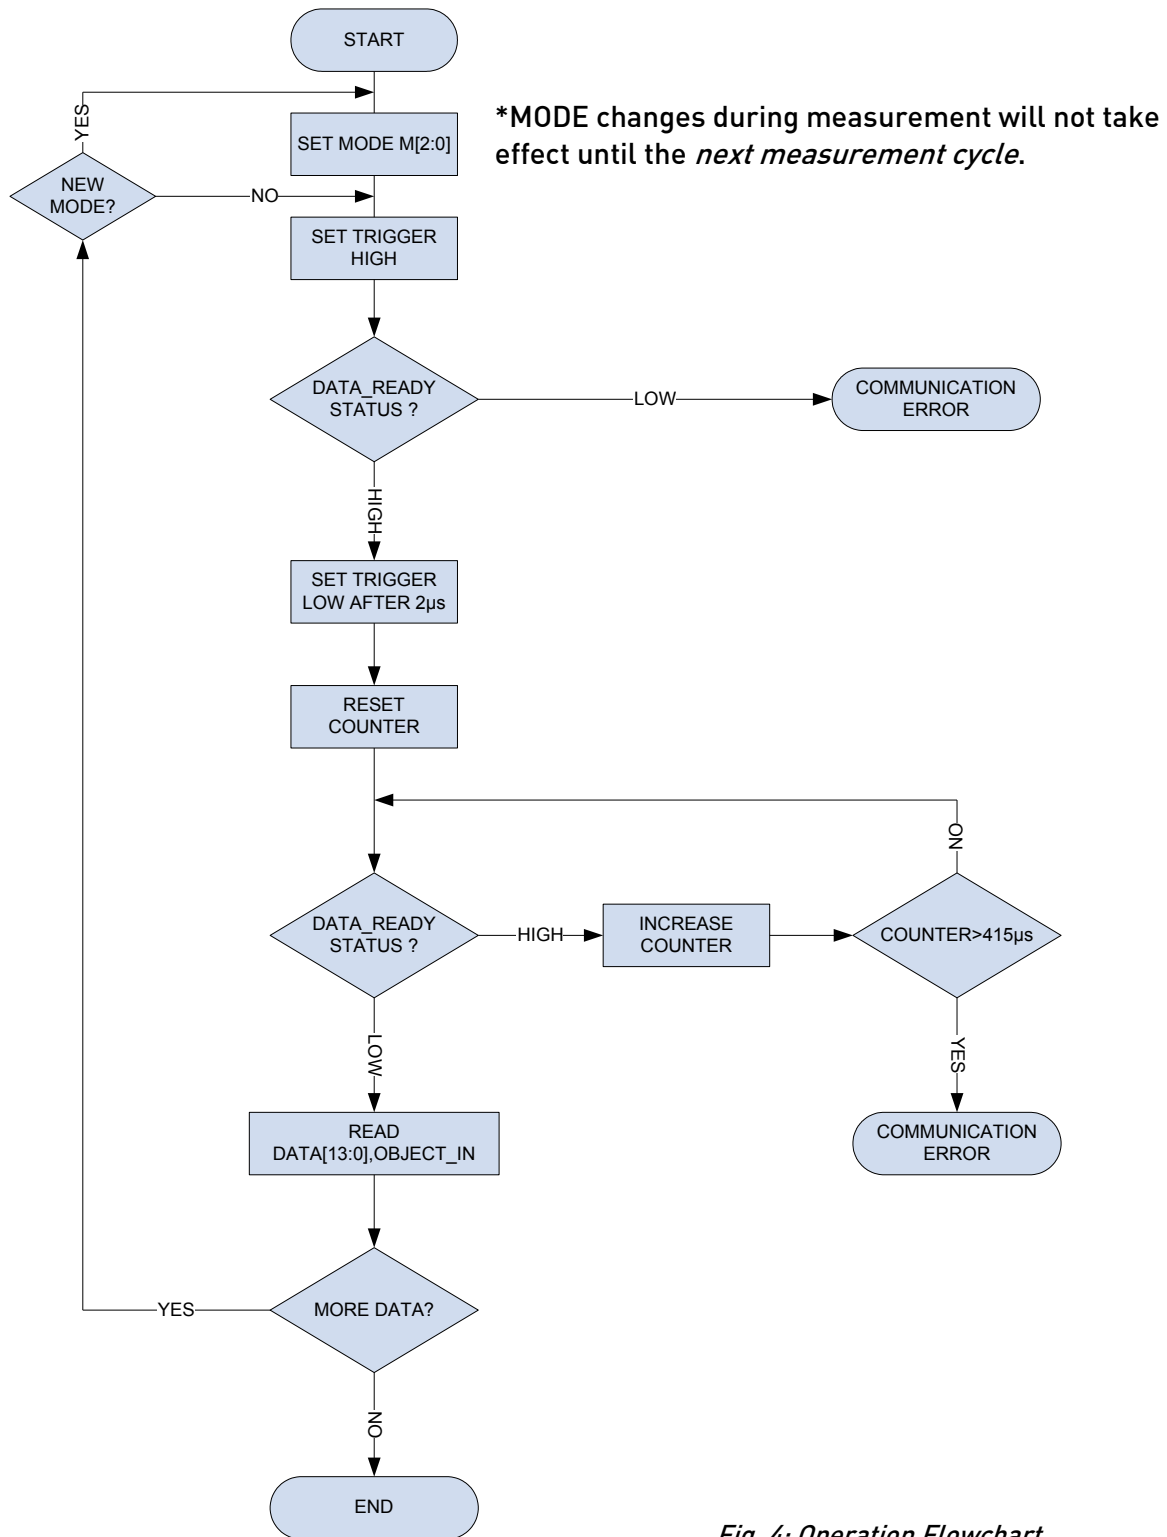 START
*MODE changes during measurement will not take
effect until the next measurement cycle.
YES
SET MODE M[2:0]
NEW
MODE?
NO
SET TRIGGER
HIGH
DATA_READY
STATUS ?
LOW
COMMUNICATION
ERROR
HIGH
SET TRIGGER
LOW AFTER 2µs
RESET
COUNTER
NO
DATA_READY
STATUS ?
HIGH
INCREASE
COUNTER
COUNTER>415µs
LOW
YES
READ
DATA[13:0],OBJECT_IN
COMMUNICATION
ERROR
YES
MORE DATA?
NO
END
Fig. 4: Operation Flowchart